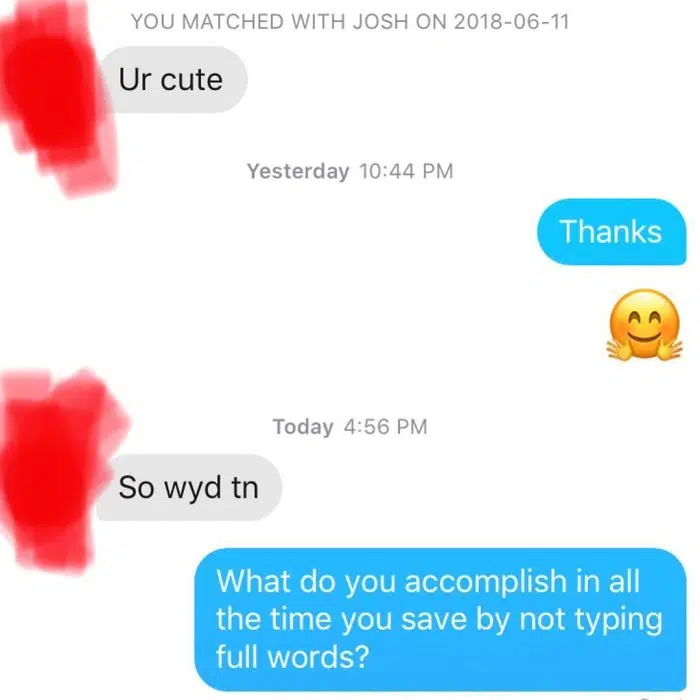 YOU MATCHED WITH JOSH ON 2018-06-11
Ur cute
Yesterday 10:44 PM
Thanks
🤗
Today 4:56 PM
So wyd tn
What do you accomplish in all
the time you save by not typing
full words?